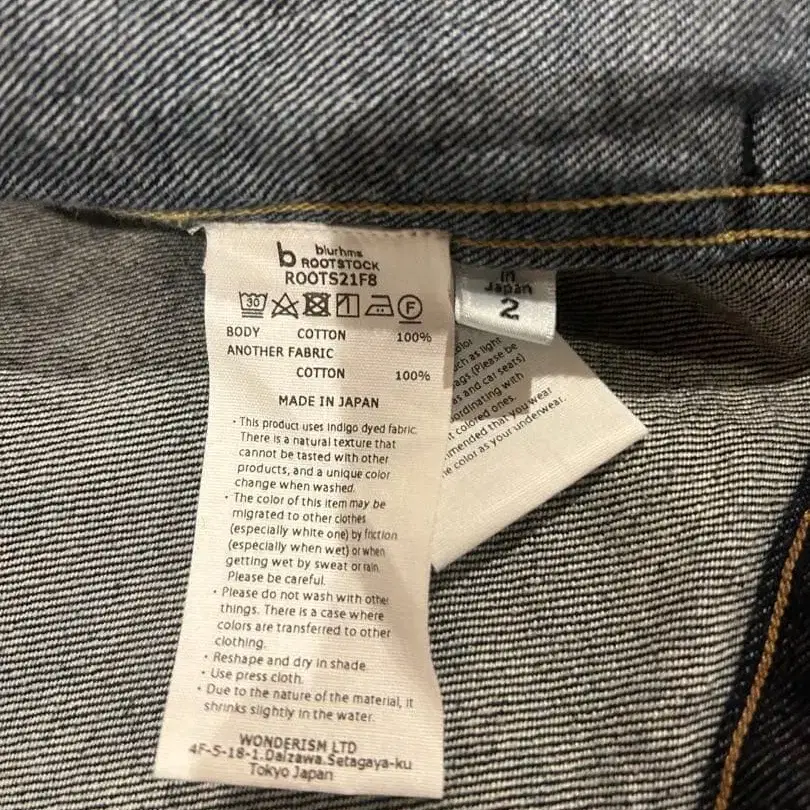 b blurhms
ROOTSTOCK
ROOTS21F8
30 F
BODY COTTON 100%
ANOTHER FABRIC
COTTON 100%
MADE IN JAPAN
・This product uses indigo dyed fabric.
There is a natural texture that
cannot be tasted with other
products, and a unique color
change when washed.
・The color of this item may be
migrated to other clothes
(especially white one) by friction
(especially when wet) or when
getting wet by sweat or rain.
Please be careful.
・Please do not wash with othe
things. There is a case where
colors are transferred to other
clothing.
・Reshape and dry in shade.
・Use press cloth.
・Due to the nature of the material, it
shrinks slightly in the water.
WONDERISM LTD
4F-5-18-1.Daizawa.Setagaya-ku
Tokyo Japan
in
Japan
2
such as light
(Please be
as and car seats)
ordinating with
colored ones.
mended that you wear
color as your underwear.